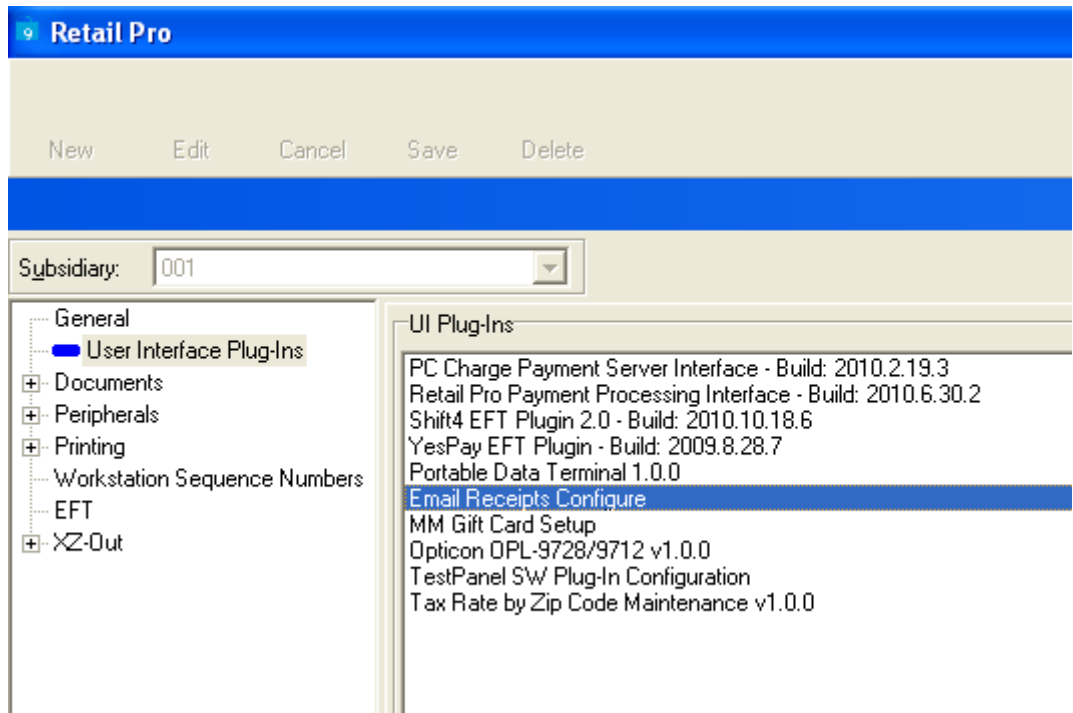 9 Retail Pro
New Edit Cancel Save Delete
Subsidiary: 001
General
User Interface Plug-Ins
Documents
Peripherals
Printing
Workstation Sequence Numbers
EFT
XZ-Out
UI Plug-Ins
PC Charge Payment Server Interface - Build: 2010.2.19.3
Retail Pro Payment Processing Interface - Build: 2010.6.30.2
Shift4 EFT Plugin 2.0 - Build: 2010.10.18.6
YesPay EFT Plugin - Build: 2009.8.28.7
Portable Data Terminal 1.0.0
Email Receipts Configure
MM Gift Card Setup
Opticon OPL-9728/9712 v1.0.0
TestPanel SW Plug-In Configuration
Tax Rate by Zip Code Maintenance v1.0.0